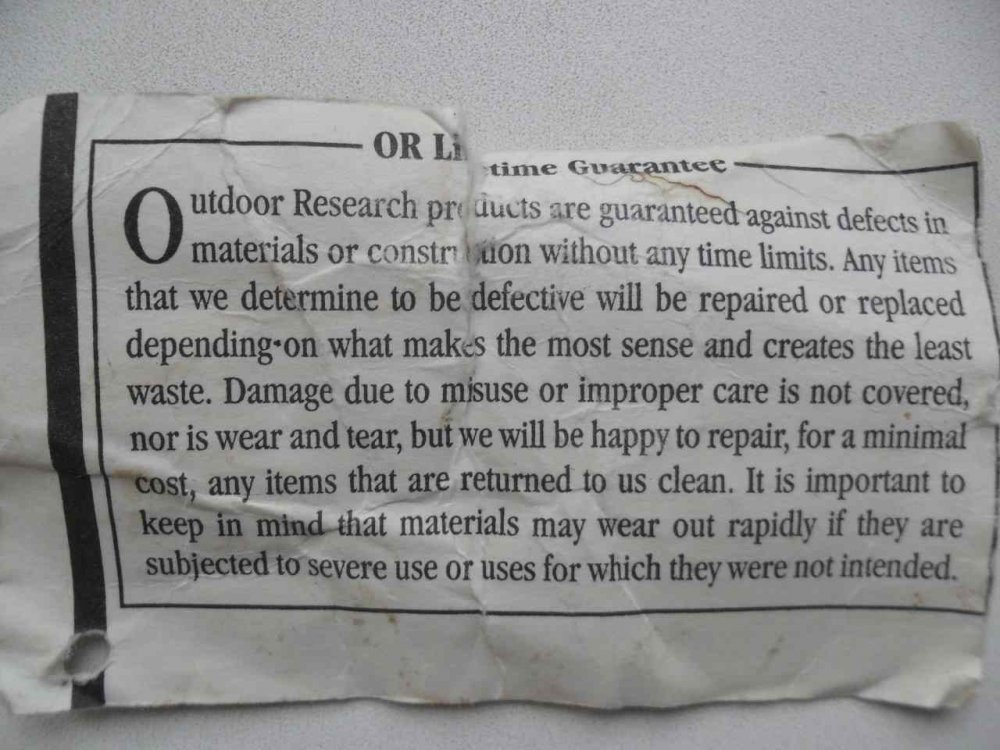 OR Li time Guarantee
Outdoor Research products are guaranteed against defects in
materials or construction without any time limits. Any items
that we determine to be defective will be repaired or replaced
depending·on what makes the most sense and creates the least
waste. Damage due to misuse or improper care is not covered,
nor is wear and tear, but we will be happy to repair, for a minimal
cost, any items that are returned to us clean. It is important to
keep in mind that materials may wear out rapidly if they are
subjected to severe use or uses for which they were not intended.